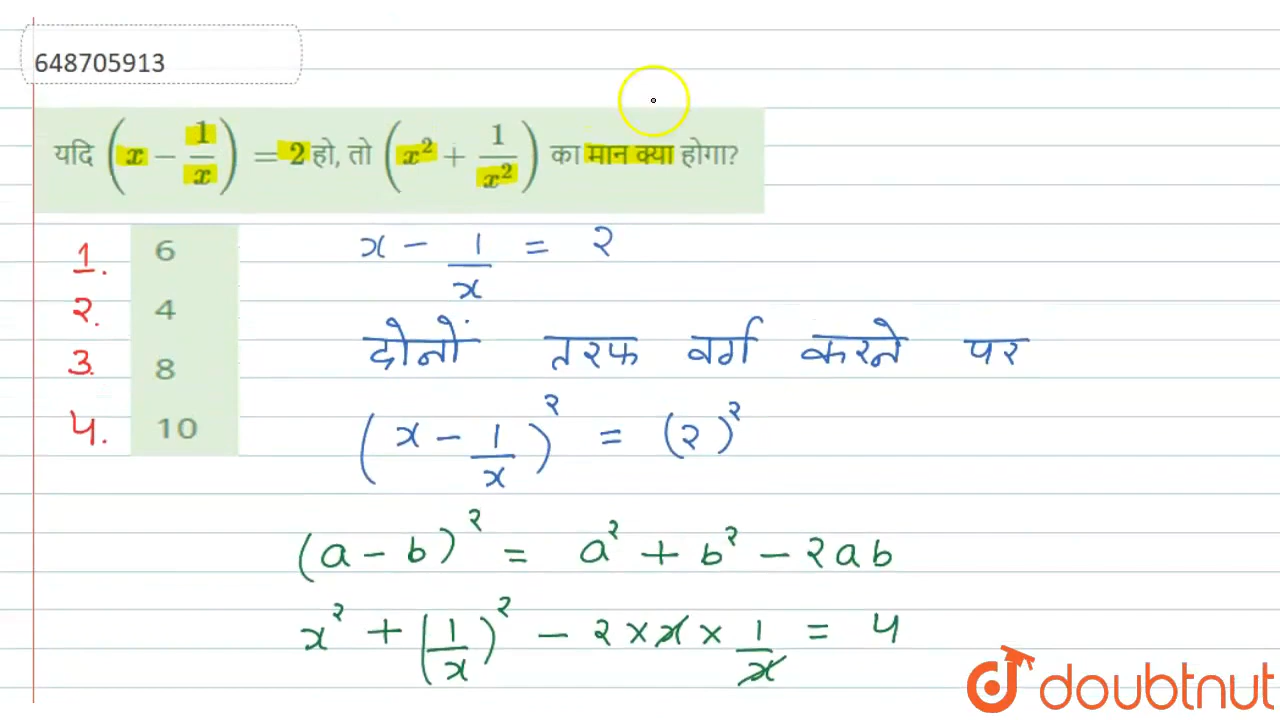 648705913
यदि (x − 1/x) = 2 हो, तो (x² + 1/x²) का मान क्या होगा?
1. 6
2. 4
3. 8
4. 10
x − 1/x = 2
दोनों तरफ वर्ग करने पर
(x − 1/x)² = (2)²
(a − b)² = a² + b² − 2ab
x² + (1/x)² − 2 × x × 1/x = 4
doubtnut